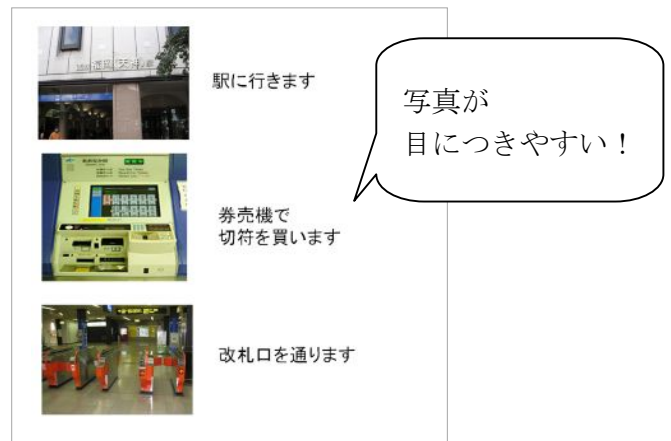 駅に行きます
写真が
目につきやすい！
券売機で
切符を買います
改札口を通ります